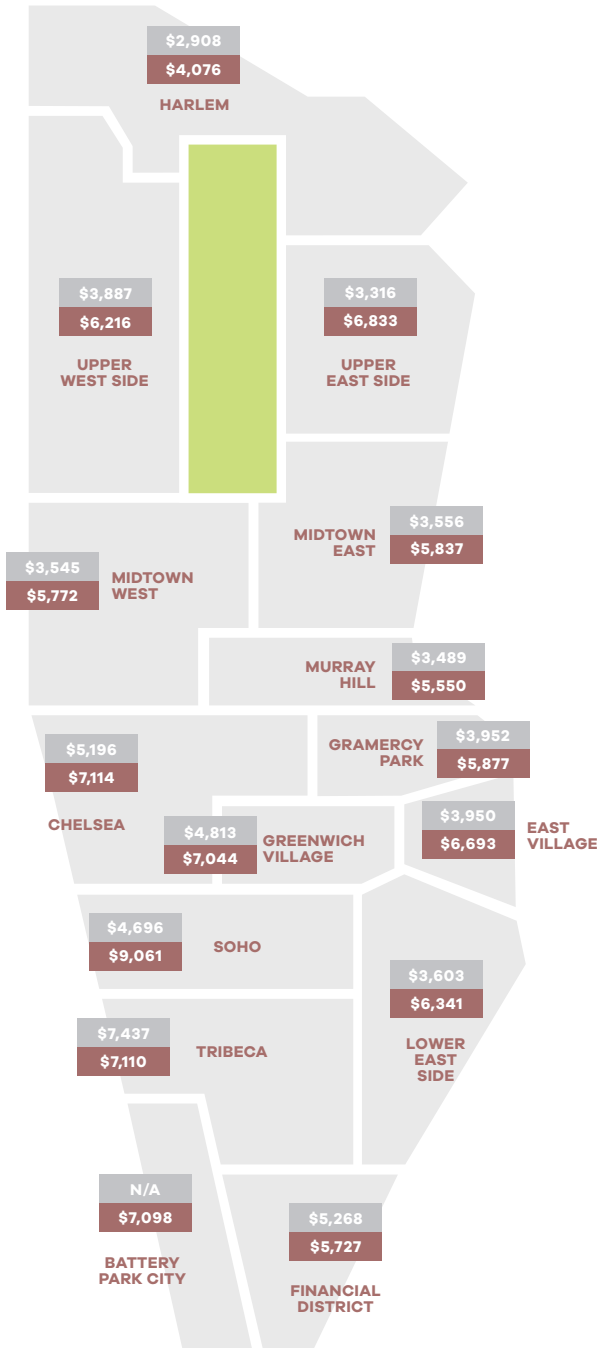 $2,908
$4,076
HARLEM
$3,887
$6,216
UPPER
WEST SIDE
$3,316
$6,833
UPPER
EAST SIDE
MIDTOWN
EAST
$3,556
$5,837
$3,545
$5,772
MIDTOWN
WEST
MURRAY
HILL
$3,489
$5,550
GRAMERCY
PARK
$3,952
$5,877
$5,196
$7,114
CHELSEA
$4,813
$7,044
GREENWICH
VILLAGE
$3,950
$6,693
EAST
VILLAGE
$4,696
$9,061
SOHO
$3,603
$6,341
LOWER
EAST
SIDE
$7,437
$7,110
TRIBECA
N/A
$7,098
BATTERY
PARK CITY
$5,268
$5,727
FINANCIAL
DISTRICT